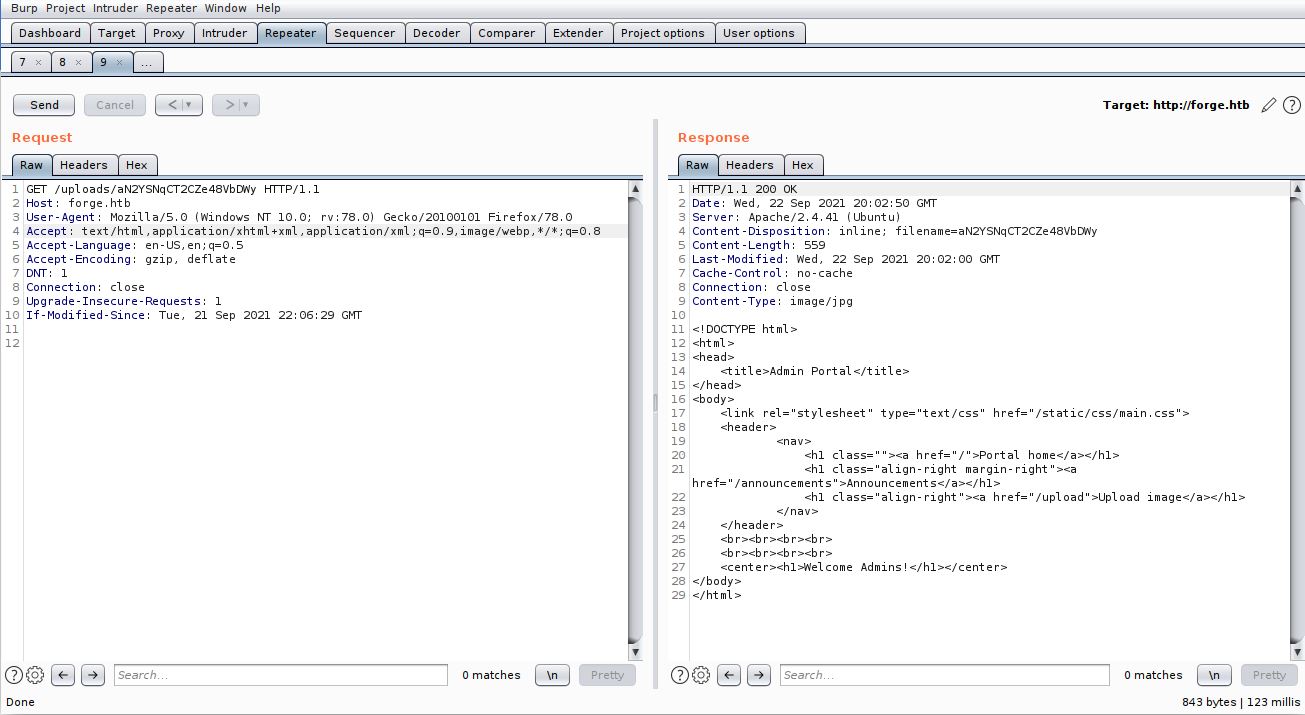 Burp Project Intruder Repeater Window Help
Dashboard Target Proxy Intruder Repeater Sequencer Decoder Comparer Extender Project options User options
7 × 8 × 9 × ...
Send Cancel < ▾ > ▾ Target: http://forge.htb ?
Request
Raw Headers Hex
1 GET /uploads/aN2YSNqCT2CZe48VbDWy HTTP/1.1
2 Host: forge.htb
3 User-Agent: Mozilla/5.0 (Windows NT 10.0; rv:78.0) Gecko/20100101 Firefox/78.0
4 Accept: text/html,application/xhtml+xml,application/xml;q=0.9,image/webp,*/*;q=0.8
5 Accept-Language: en-US,en;q=0.5
6 Accept-Encoding: gzip, deflate
7 DNT: 1
8 Connection: close
9 Upgrade-Insecure-Requests: 1
10 If-Modified-Since: Tue, 21 Sep 2021 22:06:29 GMT
11
12
? ← → Search... 0 matches \n Pretty
Response
Raw Headers Hex
1 HTTP/1.1 200 OK
2 Date: Wed, 22 Sep 2021 20:02:50 GMT
3 Server: Apache/2.4.41 (Ubuntu)
4 Content-Disposition: inline; filename=aN2YSNqCT2CZe48VbDWy
5 Content-Length: 559
6 Last-Modified: Wed, 22 Sep 2021 20:02:00 GMT
7 Cache-Control: no-cache
8 Connection: close
9 Content-Type: image/jpg
10
11 <!DOCTYPE html>
12 <html>
13 <head>
14 <title>Admin Portal</title>
15 </head>
16 <body>
17 <link rel="stylesheet" type="text/css" href="/static/css/main.css">
18 <header>
19 <nav>
20 <h1 class=""><a href="/">Portal home</a></h1>
21 <h1 class="align-right margin-right"><a
href="/announcements">Announcements</a></h1>
22 <h1 class="align-right"><a href="/upload">Upload image</a></h1>
23 </nav>
24 </header>
25 <br><br><br><br>
26 <br><br><br><br>
27 <center><h1>Welcome Admins!</h1></center>
28 </body>
29 </html>
? ← → Search... 0 matches \n Pretty
Done 843 bytes | 123 millis